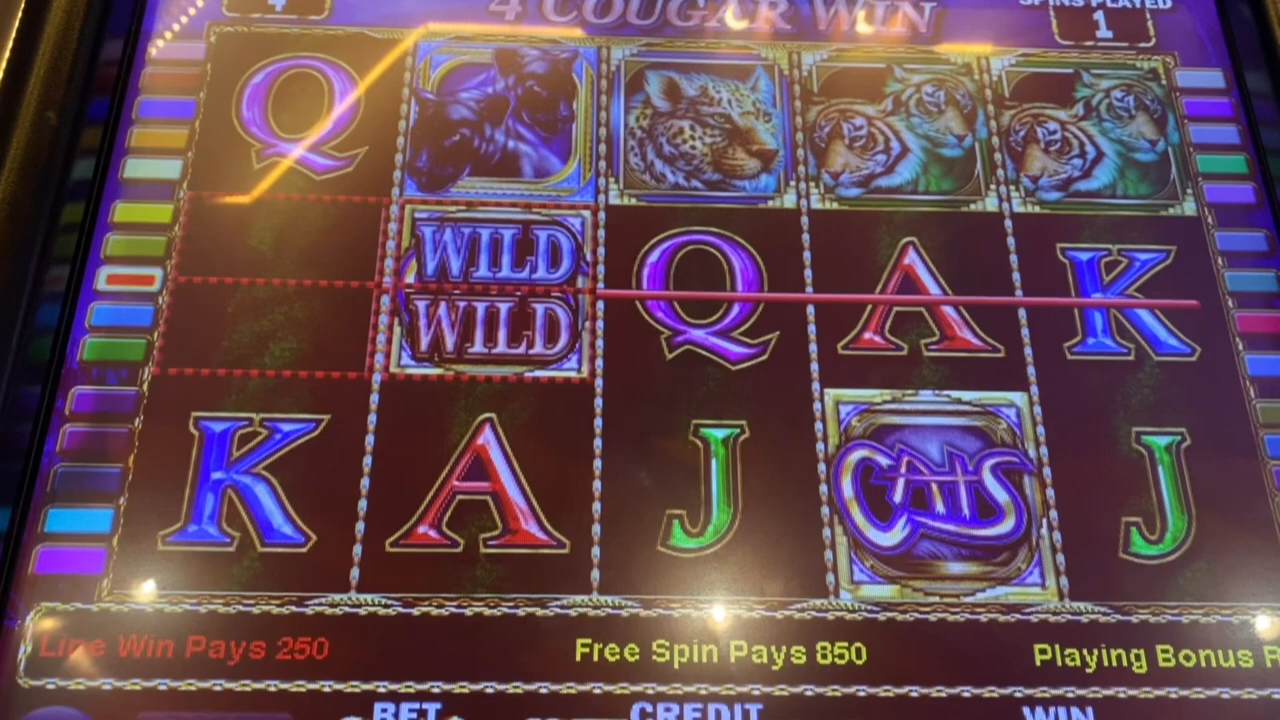 4 COUGAR WIN
SPINS PLAYED
4
1
Q
WILD
WILD
Q
A
K
K
A
J
CATS
J
Line Win Pays 250
Free Spin Pays 850
Playing Bonus R
BET
CREDIT
WIN